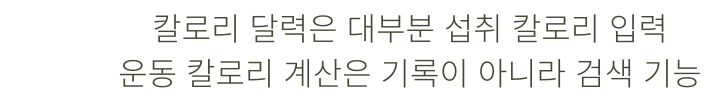 칼로리 달력은 대부분 섭취 칼로리 입력
운동 칼로리 계산은 기록이 아니라 검색 기능